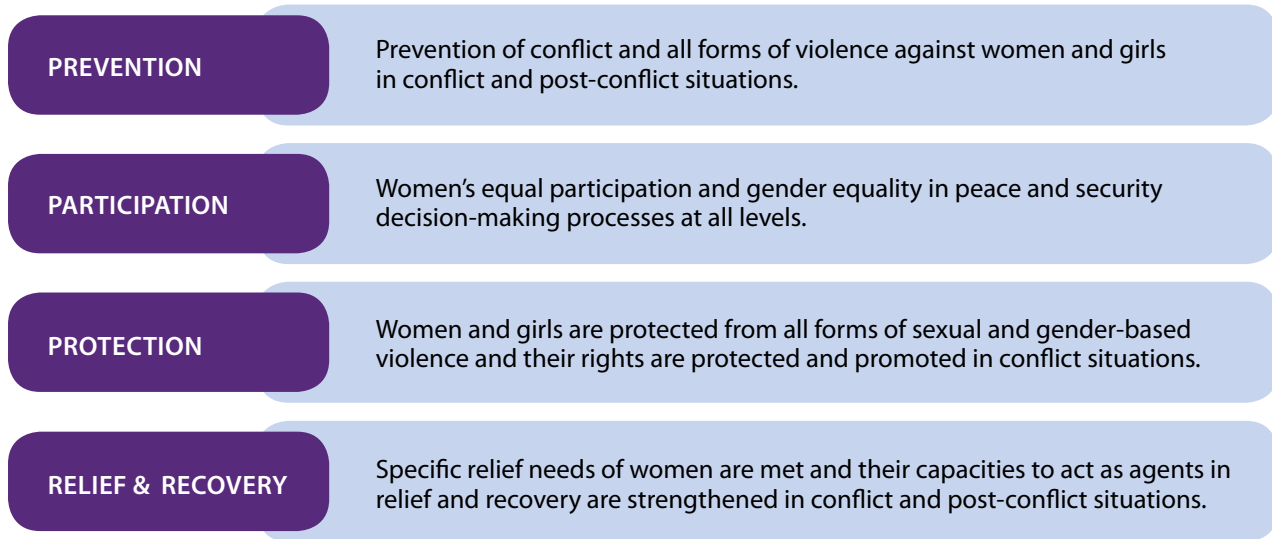 PREVENTION
Prevention of conflict and all forms of violence against women and girls
in conflict and post-conflict situations.
PARTICIPATION
Women’s equal participation and gender equality in peace and security
decision-making processes at all levels.
PROTECTION
Women and girls are protected from all forms of sexual and gender-based
violence and their rights are protected and promoted in conflict situations.
RELIEF & RECOVERY
Specific relief needs of women are met and their capacities to act as agents in
relief and recovery are strengthened in conflict and post-conflict situations.